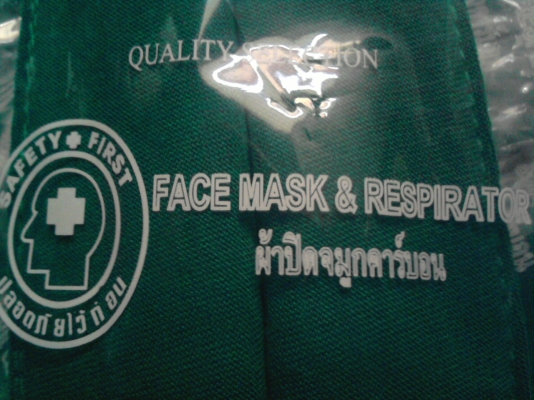 QUALITY
SAFETY FIRST
FACE MASK & RESPIRATOR
ผ้าปิดจมูกคาร์บอน
ปลอดภัยไว้ก่อน